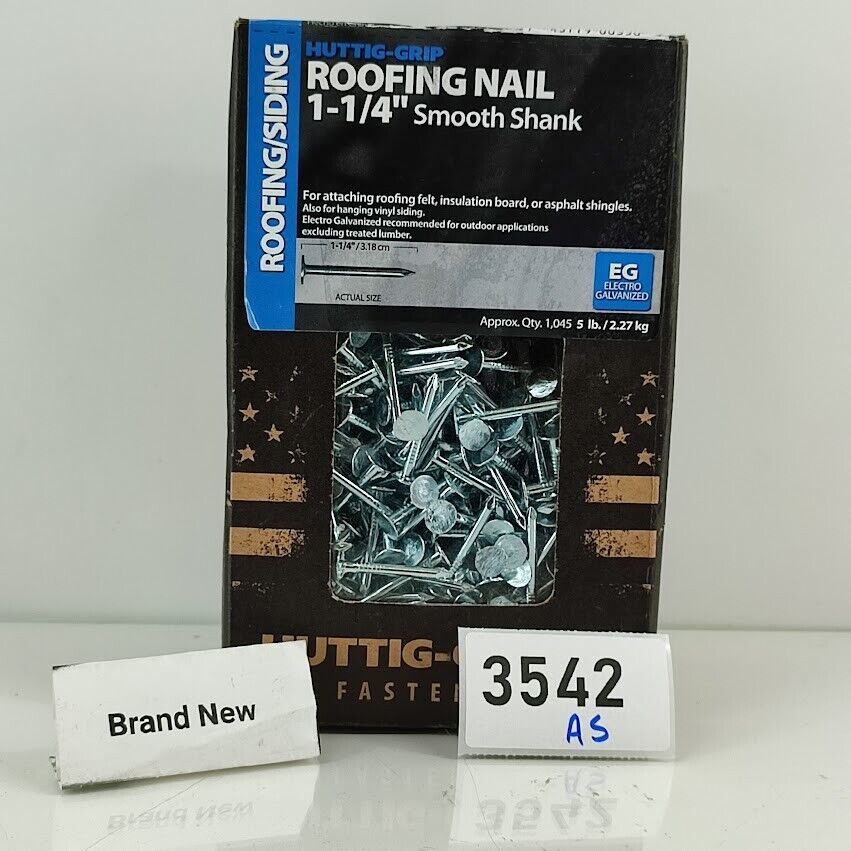 HUTTIG-GRIP
ROOFING NAIL
1-1/4" Smooth Shank
ROOFING/SIDING
For attaching roofing felt, insulation board, or asphalt shingles.
Also for hanging vinyl siding.
Electro Galvanized recommended for outdoor applications
excluding treated lumber.
1-1/4"/3.18 cm
ACTUAL SIZE
EG
ELECTRO
GALVANIZED
Approx. Qty. 1,045 5 lb./2.27 kg
Brand New
3542
AS